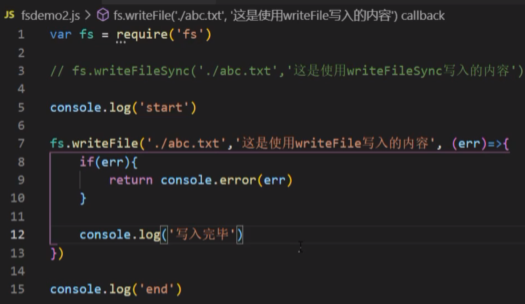 fsdemo2.js > fs.writeFile('./abc.txt', '这是使用writeFile写入的内容') callback
1 var fs = require('fs')
2
3 // fs.writeFileSync('./abc.txt','这是使用writeFileSync写入的内容')
4
5 console.log('start')
6
7 fs.writeFile('./abc.txt','这是使用writeFile写入的内容', (err)=>{
8 if(err){
9 return console.error(err)
10 }
11
12 console.log('写入完毕')
13 })
14
15 console.log('end')